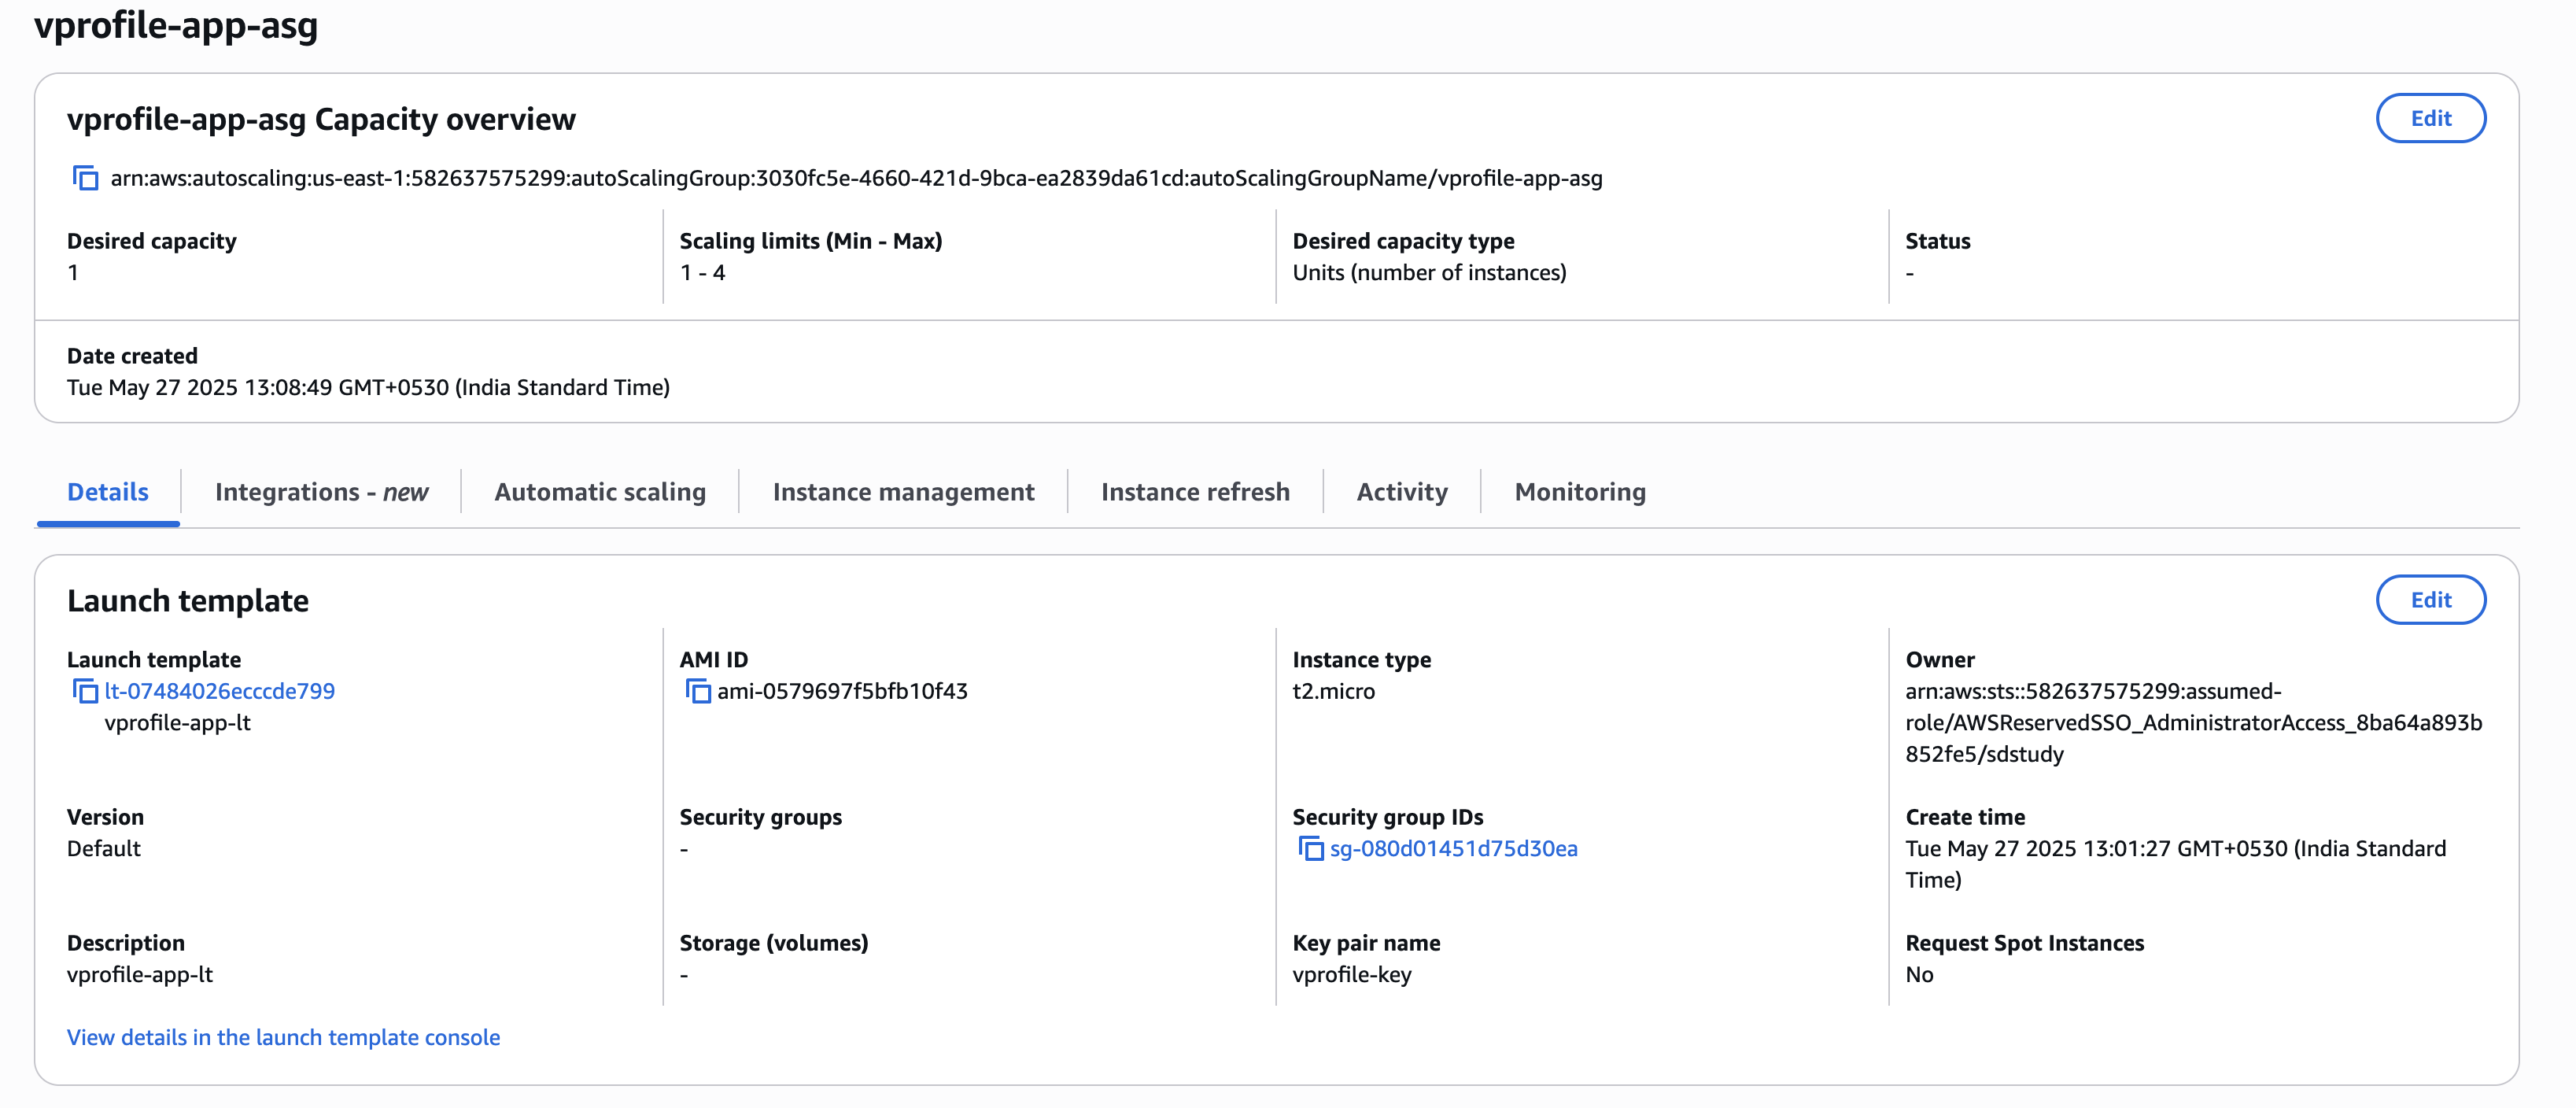 vprofile-app-asg
vprofile-app-asg Capacity overview
Edit
arn:aws:autoscaling:us-east-1:582637575299:autoScalingGroup:3030fc5e-4660-421d-9bca-ea2839da61cd:autoScalingGroupName/vprofile-app-asg
Desired capacity
1
Scaling limits (Min - Max)
1 - 4
Desired capacity type
Units (number of instances)
Status
-
Date created
Tue May 27 2025 13:08:49 GMT+0530 (India Standard Time)
Details
Integrations - new
Automatic scaling
Instance management
Instance refresh
Activity
Monitoring
Launch template
Edit
Launch template
lt-07484026ecccde799
vprofile-app-lt
AMI ID
ami-0579697f5bfb10f43
Instance type
t2.micro
Owner
arn:aws:sts::582637575299:assumed-
role/AWSReservedSSO_AdministratorAccess_8ba64a893b
852fe5/sdstudy
Version
Default
Security groups
-
Security group IDs
sg-080d01451d75d30ea
Create time
Tue May 27 2025 13:01:27 GMT+0530 (India Standard
Time)
Description
vprofile-app-lt
Storage (volumes)
-
Key pair name
vprofile-key
Request Spot Instances
No
View details in the launch template console